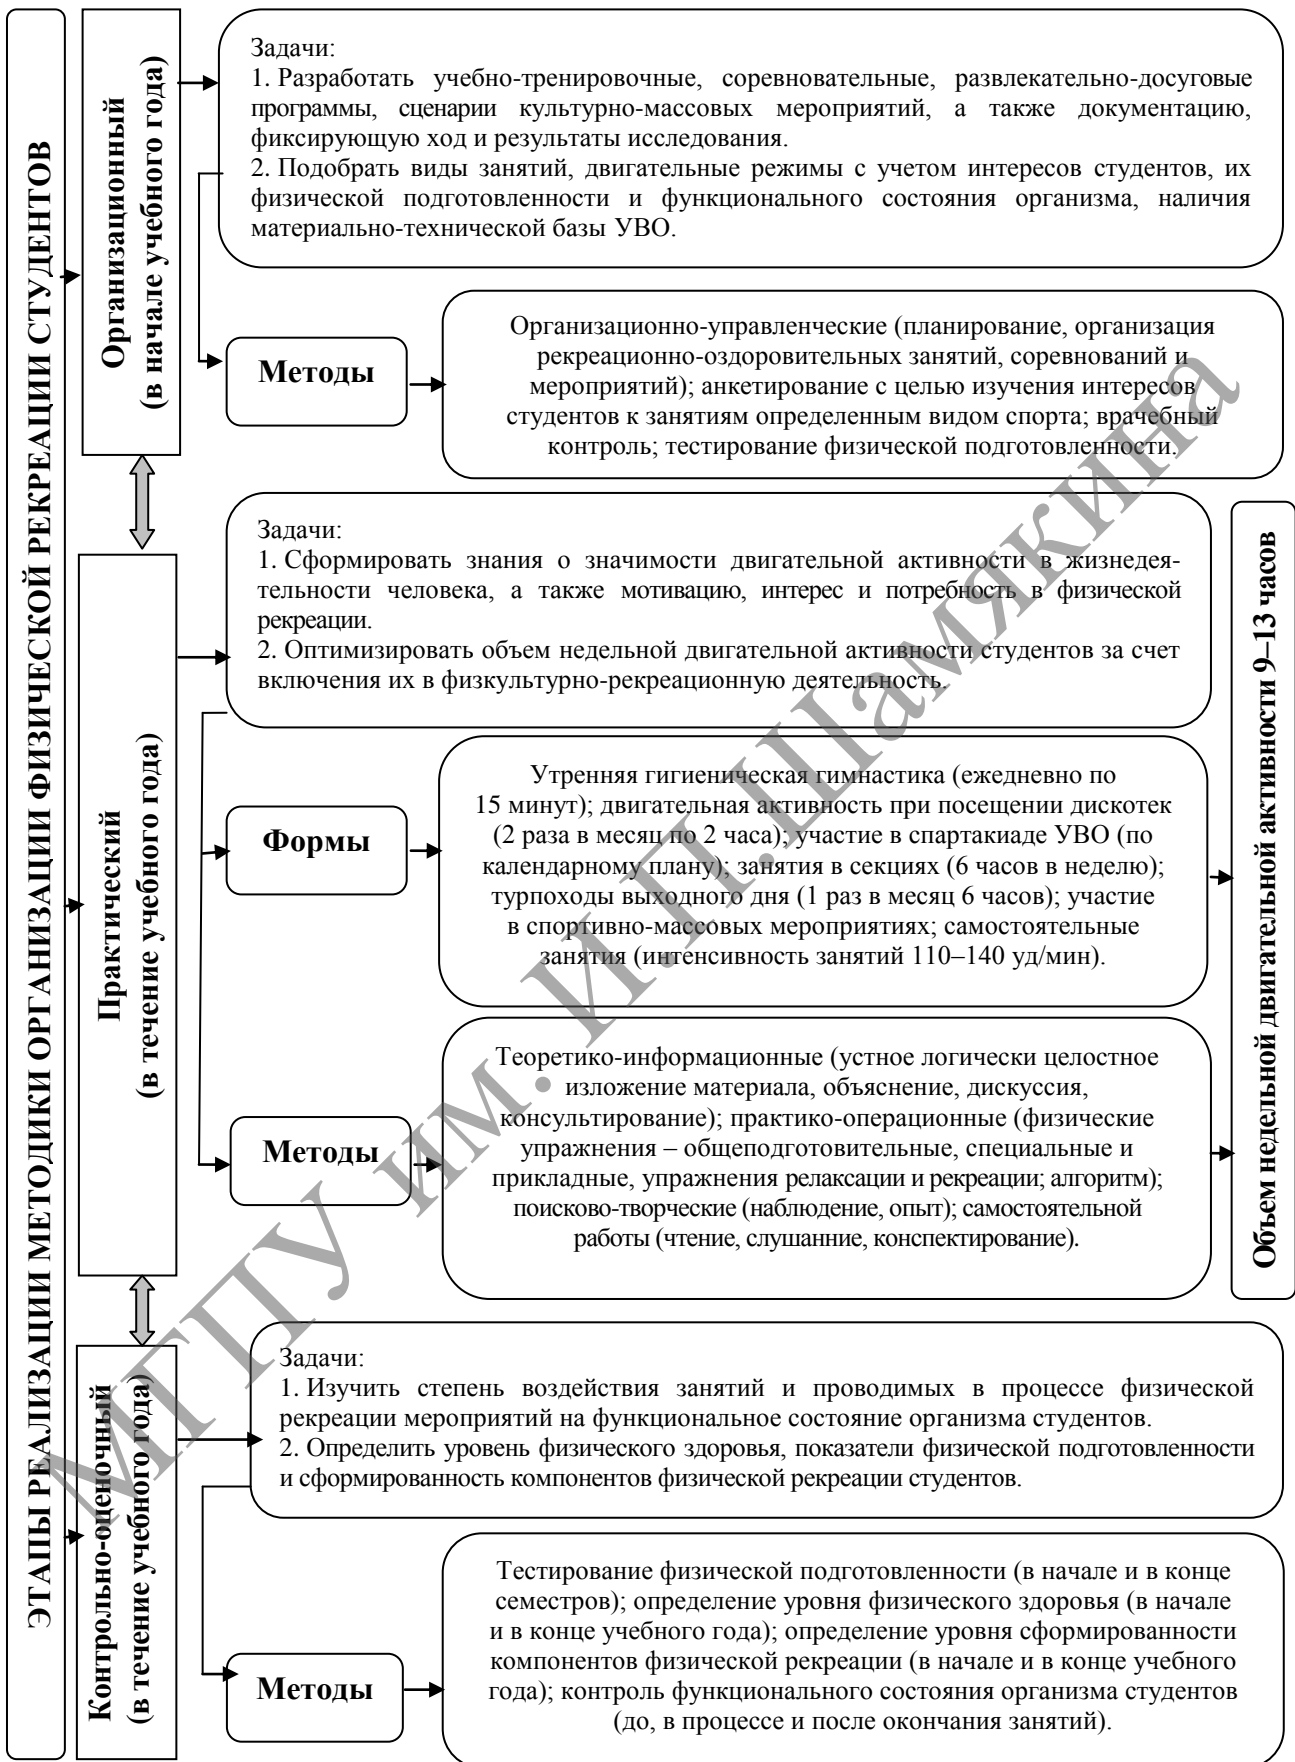 ЭТАПЫ РЕАЛИЗАЦИИ МЕТОДИКИ ОРГАНИЗАЦИИ ФИЗИЧЕСКОЙ РЕКРЕАЦИИ СТУДЕНТОВ
Организационный
(в начале учебного года)
Задачи:
1. Разработать учебно-тренировочные, соревновательные, развлекательно-досуговые
программы, сценарии культурно-массовых мероприятий, а также документацию,
фиксирующую ход и результаты исследования.
2. Подобрать виды занятий, двигательные режимы с учетом интересов студентов, их
физической подготовленности и функционального состояния организма, наличия
материально-технической базы УВО.
Методы
Организационно-управленческие (планирование, организация
рекреационно-оздоровительных занятий, соревнований и
мероприятий); анкетирование с целью изучения интересов
студентов к занятиям определенным видом спорта; врачебный
контроль; тестирование физической подготовленности.
Практический
(в течение учебного года)
Задачи:
1. Сформировать знания о значимости двигательной активности в жизнедея-
тельности человека, а также мотивацию, интерес и потребность в физической
рекреации.
2. Оптимизировать объем недельной двигательной активности студентов за счет
включения их в физкультурно-рекреационную деятельность.
Формы
Утренняя гигиеническая гимнастика (ежедневно по
15 минут); двигательная активность при посещении дискотек
(2 раза в месяц по 2 часа); участие в спартакиаде УВО (по
календарному плану); занятия в секциях (6 часов в неделю);
турпоходы выходного дня (1 раз в месяц 6 часов); участие
в спортивно-массовых мероприятиях; самостоятельные
занятия (интенсивность занятий 110–140 уд/мин).
Методы
Теоретико-информационные (устное логически целостное
изложение материала, объяснение, дискуссия,
консультирование); практико-операционные (физические
упражнения – общеподготовительные, специальные и
прикладные, упражнения релаксации и рекреации; алгоритм);
поисково-творческие (наблюдение, опыт); самостоятельной
работы (чтение, слушанние, конспектирование).
Объем недельной двигательной активности 9–13 часов
Контрольно-оценочный
(в течение учебного года)
Задачи:
1. Изучить степень воздействия занятий и проводимых в процессе физической
рекреации мероприятий на функциональное состояние организма студентов.
2. Определить уровень физического здоровья, показатели физической подготовленности
и сформированность компонентов физической рекреации студентов.
Методы
Тестирование физической подготовленности (в начале и в конце
семестров); определение уровня физического здоровья (в начале
и в конце учебного года); определение уровня сформированности
компонентов физической рекреации (в начале и в конце учебного
года); контроль функционального состояния организма студентов
(до, в процессе и после окончания занятий).
МГПУ им. И.П.Шамякина